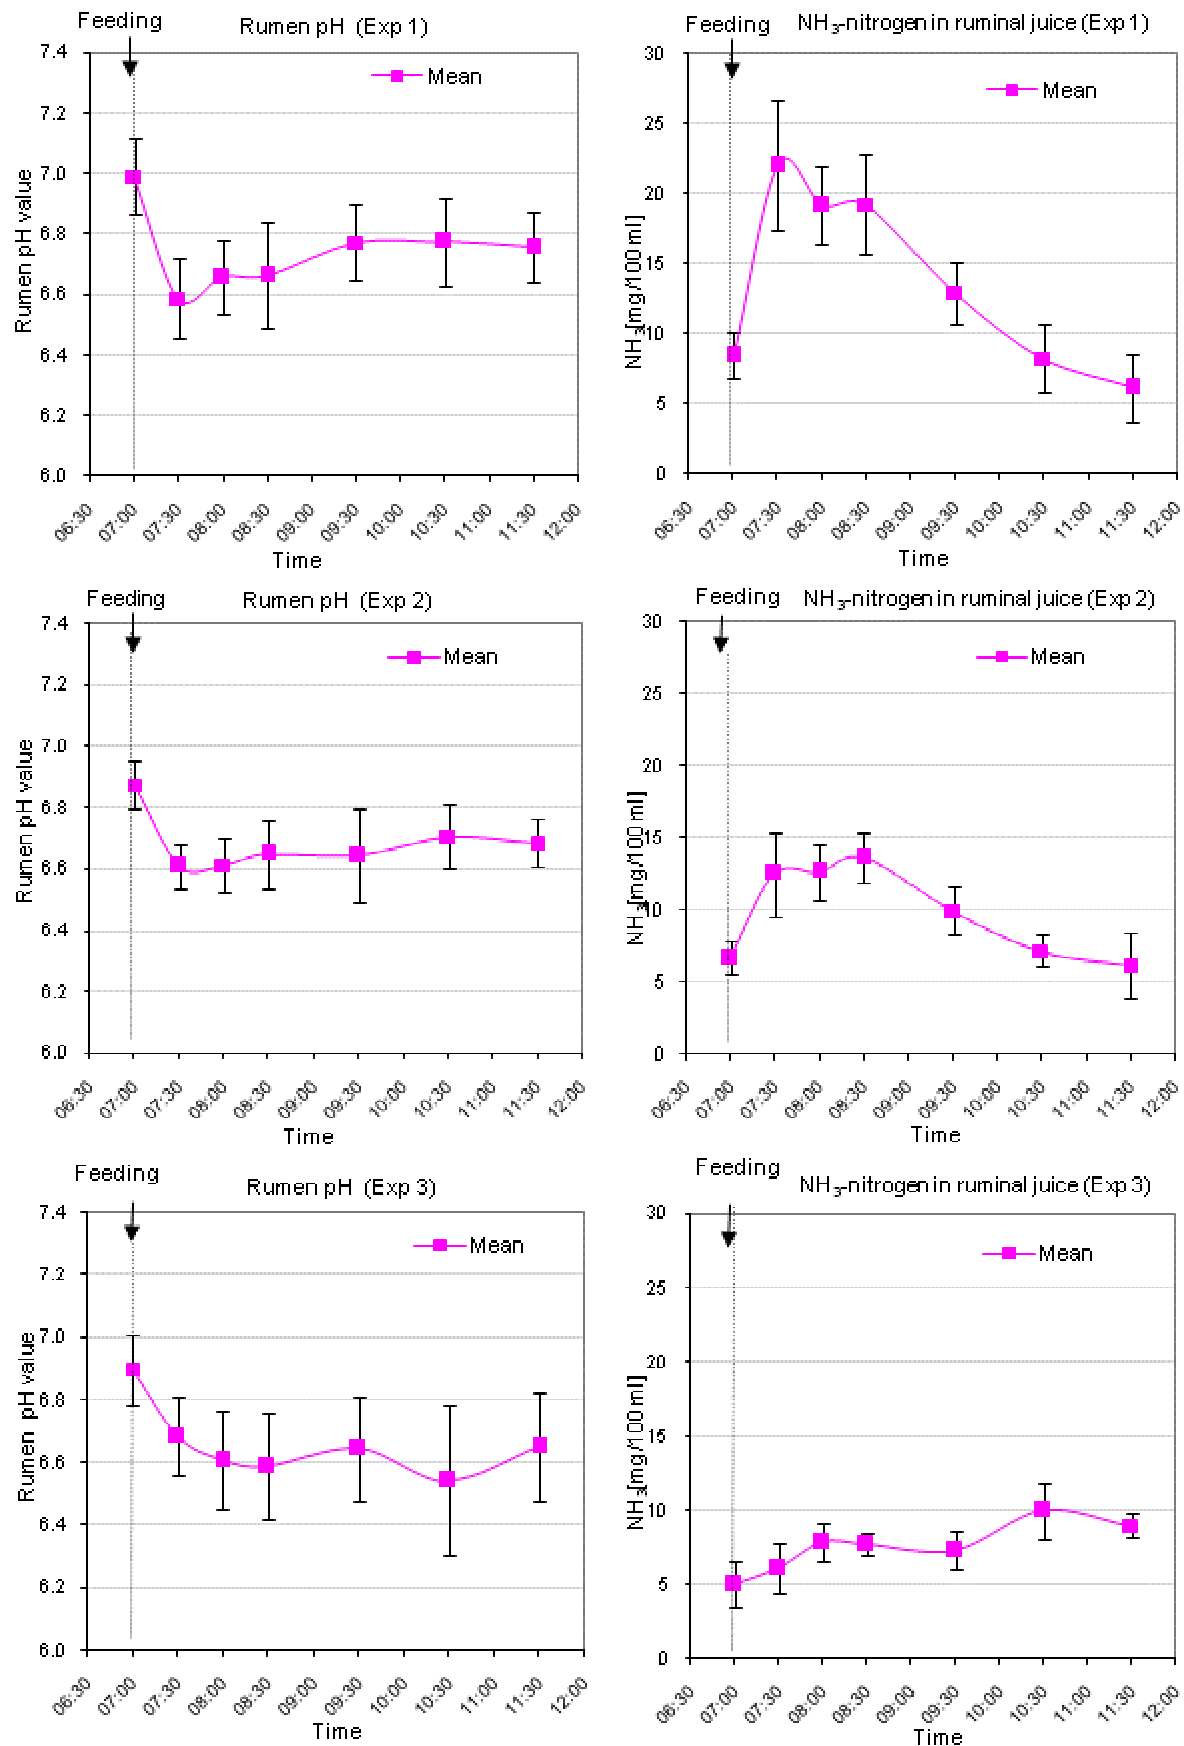 Feeding
Rumen pH (Exp 1)
Mean
7.4
7.2
7.0
6.8
6.6
6.4
6.2
6.0
Rumen pH value
06:30 07:00 07:30 08:00 08:30 09:00 09:30 10:00 10:30 11:00 11:30 12:00
Time
Feeding
NH3-nitrogen in ruminal juice (Exp 1)
Mean
30
25
20
15
10
5
0
NH3[mg/100 ml]
06:30 07:00 07:30 08:00 08:30 09:00 09:30 10:00 10:30 11:00 11:30 12:00
Time
Feeding
Rumen pH (Exp 2)
Mean
7.4
7.2
7.0
6.8
6.6
6.4
6.2
6.0
Rumen pH value
06:30 07:00 07:30 08:00 08:30 09:00 09:30 10:00 10:30 11:00 11:30 12:00
Time
Feeding
NH3-nitrogen in ruminal juice (Exp 2)
Mean
30
25
20
15
10
5
0
NH3[mg/100 ml]
06:30 07:00 07:30 08:00 08:30 09:00 09:30 10:00 10:30 11:00 11:30 12:00
Time
Feeding
Rumen pH (Exp 3)
Mean
7.4
7.2
7.0
6.8
6.6
6.4
6.2
6.0
Rumen pH value
06:30 07:00 07:30 08:00 08:30 09:00 09:30 10:00 10:30 11:00 11:30 12:00
Time
Feeding
NH3-nitrogen in ruminal juice (Exp 3)
Mean
30
25
20
15
10
5
0
NH3[mg/100 ml]
06:30 07:00 07:30 08:00 08:30 09:00 09:30 10:00 10:30 11:00 11:30 12:00
Time